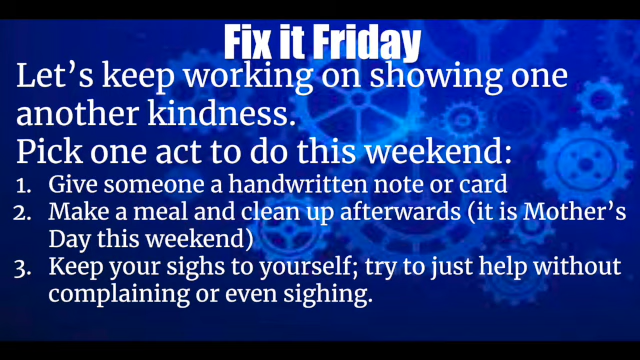 Fix it Friday
Let’s keep working on showing one
another kindness.
Pick one act to do this weekend:
1. Give someone a handwritten note or card
2. Make a meal and clean up afterwards (it is Mother’s
Day this weekend)
3. Keep your sighs to yourself; try to just help without
complaining or even sighing.